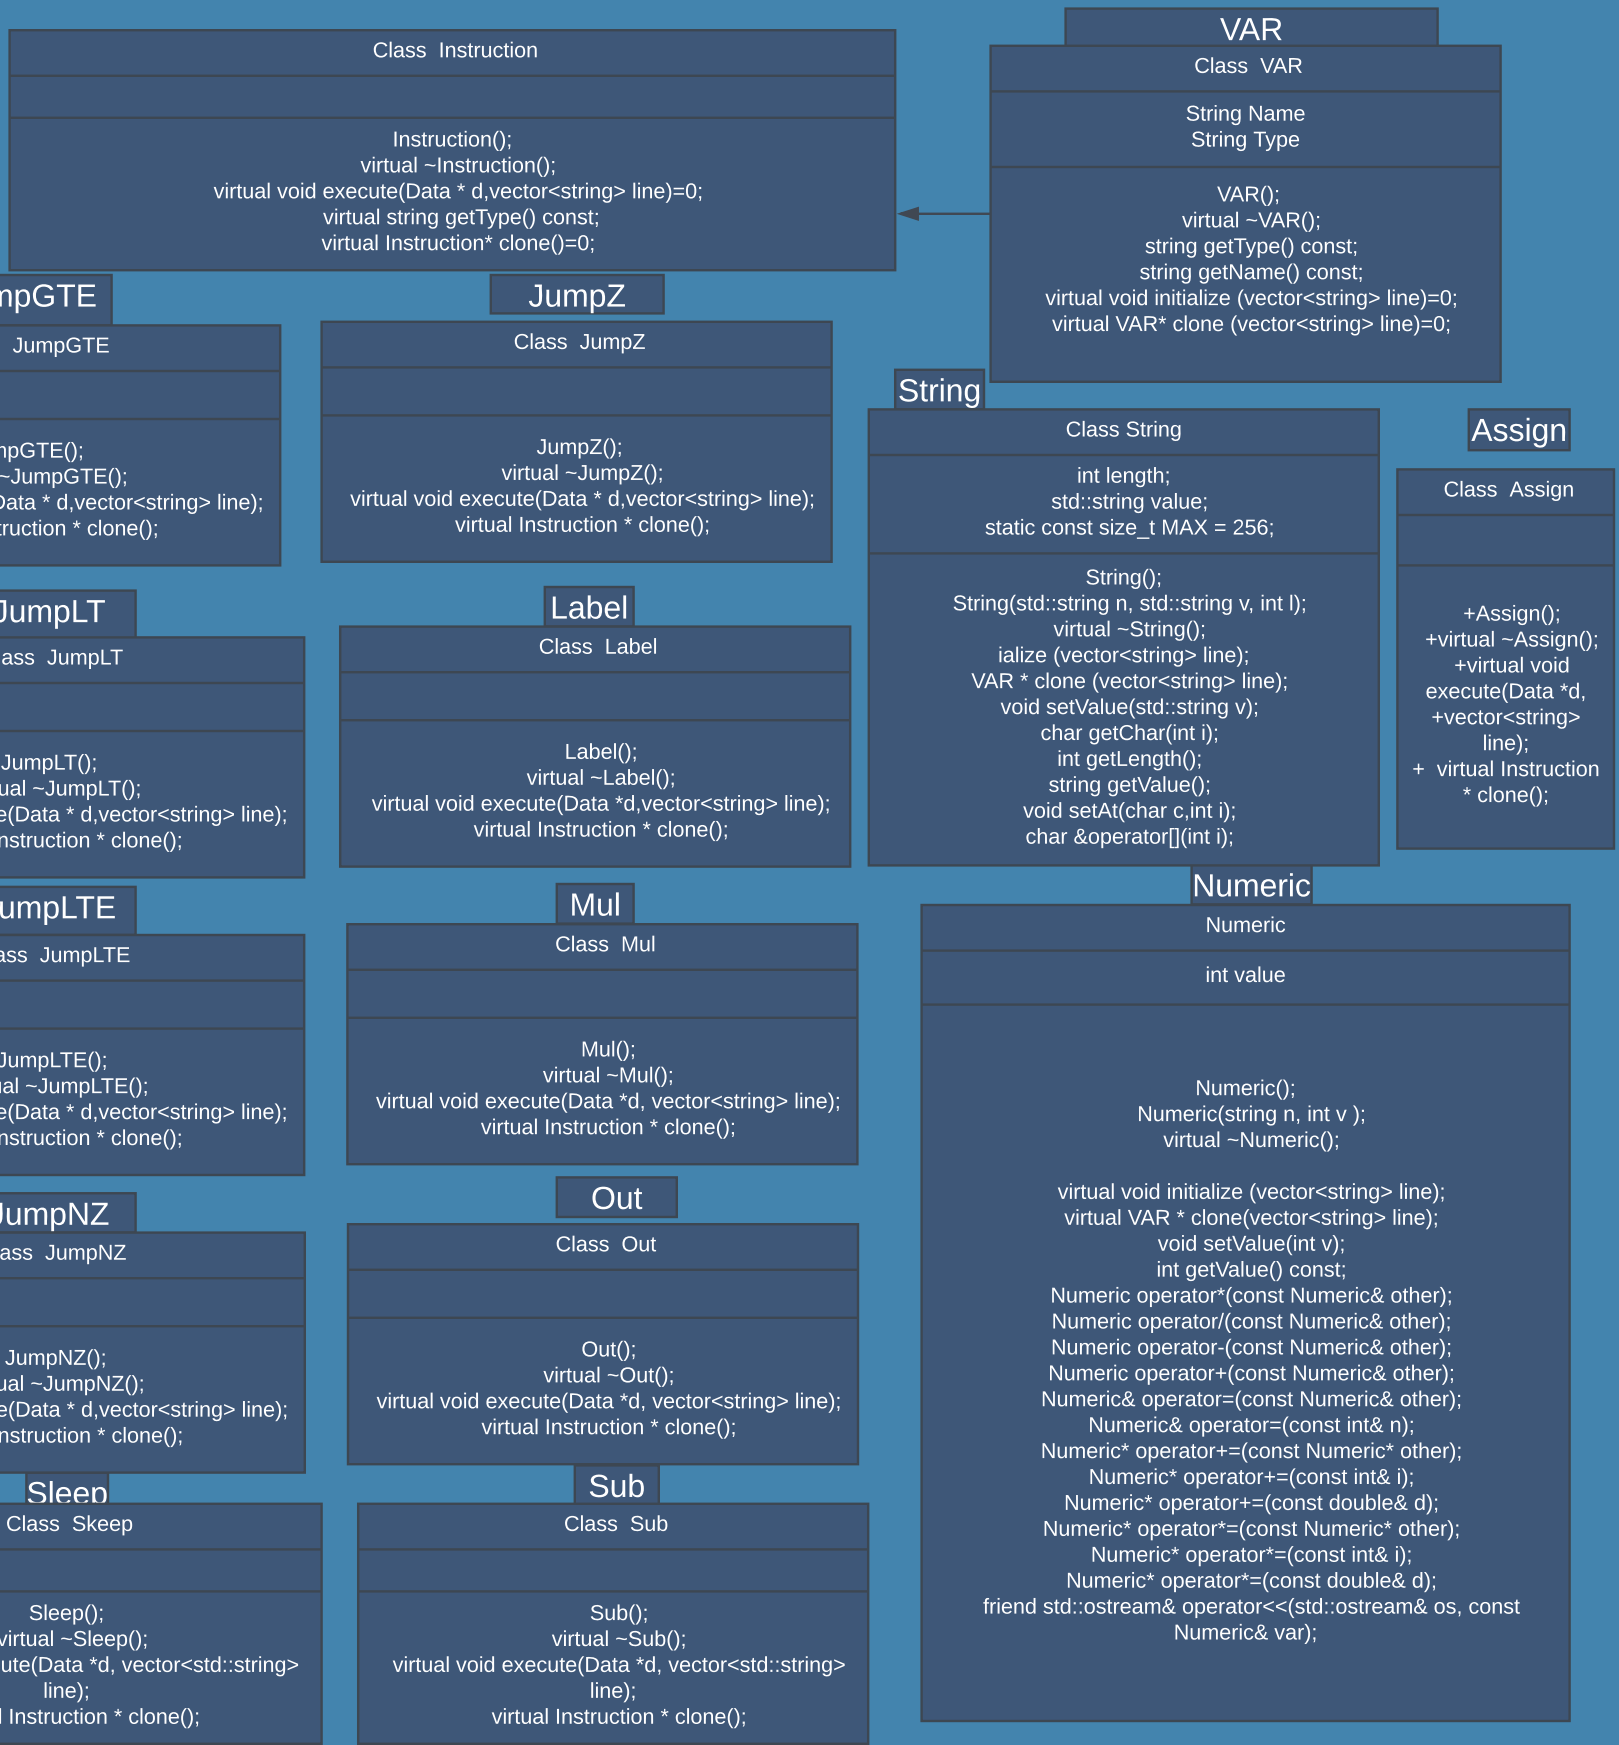 Class  Instruction
Instruction();
virtual ~Instruction();
virtual void execute(Data * d,vector<string> line)=0;
virtual string getType() const;
virtual Instruction* clone()=0;
VAR
Class  VAR
String Name
String Type
VAR();
virtual ~VAR();
string getType() const;
string getName() const;
virtual void initialize (vector<string> line)=0;
virtual VAR* clone (vector<string> line)=0;
mpGTE
JumpGTE
mpGTE();
~JumpGTE();
Data * d,vector<string> line);
truction * clone();
JumpZ
Class  JumpZ
JumpZ();
virtual ~JumpZ();
virtual void execute(Data * d,vector<string> line);
virtual Instruction * clone();
String
Class String
int length;
std::string value;
static const size_t MAX = 256;
String();
String(std::string n, std::string v, int l);
virtual ~String();
ialize (vector<string> line);
VAR * clone (vector<string> line);
void setValue(std::string v);
char getChar(int i);
int getLength();
string getValue();
void setAt(char c,int i);
char &operator[](int i);
Assign
Class  Assign
+Assign();
+virtual ~Assign();
+virtual void
execute(Data *d,
+vector<string>
line);
+  virtual Instruction
* clone();
JumpLT
ass  JumpLT
JumpLT();
ual ~JumpLT();
e(Data * d,vector<string> line);
nstruction * clone();
Label
Class  Label
Label();
virtual ~Label();
virtual void execute(Data *d,vector<string> line);
virtual Instruction * clone();
umpLTE
ass  JumpLTE
JumpLTE();
ual ~JumpLTE();
e(Data * d,vector<string> line);
nstruction * clone();
Mul
Class  Mul
Mul();
virtual ~Mul();
virtual void execute(Data *d, vector<string> line);
virtual Instruction * clone();
Numeric
Numeric
int value
Numeric();
Numeric(string n, int v );
virtual ~Numeric();
virtual void initialize (vector<string> line);
virtual VAR * clone(vector<string> line);
void setValue(int v);
int getValue() const;
Numeric operator*(const Numeric& other);
Numeric operator/(const Numeric& other);
Numeric operator-(const Numeric& other);
Numeric operator+(const Numeric& other);
Numeric& operator=(const Numeric& other);
Numeric& operator=(const int& n);
Numeric* operator+=(const Numeric* other);
Numeric* operator+=(const int& i);
Numeric* operator+=(const double& d);
Numeric* operator*=(const Numeric* other);
Numeric* operator*=(const int& i);
Numeric* operator*=(const double& d);
friend std::ostream& operator<<(std::ostream& os, const
Numeric& var);
JumpNZ
ass  JumpNZ
JumpNZ();
ual ~JumpNZ();
e(Data * d,vector<string> line);
nstruction * clone();
Out
Class  Out
Out();
virtual ~Out();
virtual void execute(Data *d, vector<string> line);
virtual Instruction * clone();
Sleep
Class  Skeep
Sleep();
virtual ~Sleep();
ute(Data *d, vector<std::string>
line);
l Instruction * clone();
Sub
Class  Sub
Sub();
virtual ~Sub();
virtual void execute(Data *d, vector<std::string>
line);
virtual Instruction * clone();